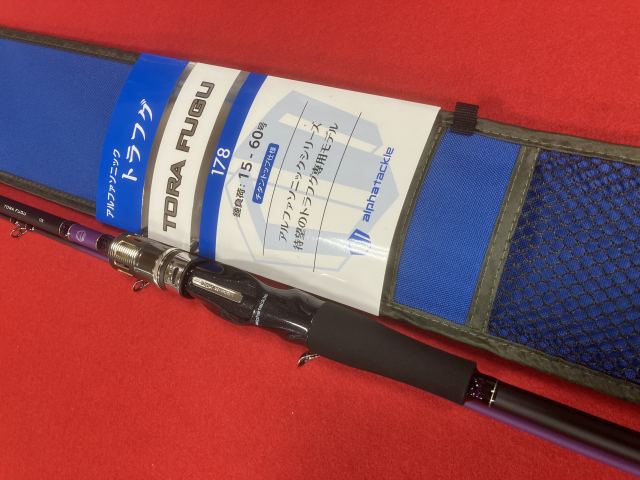 アルファソニック
トラフグ
TORA FUGU
178
錘負荷:15-60号
チタントップ仕様
アルファソニックシリーズ
待望のトラフグ専用モデル
alphatackle
TORA FUGU